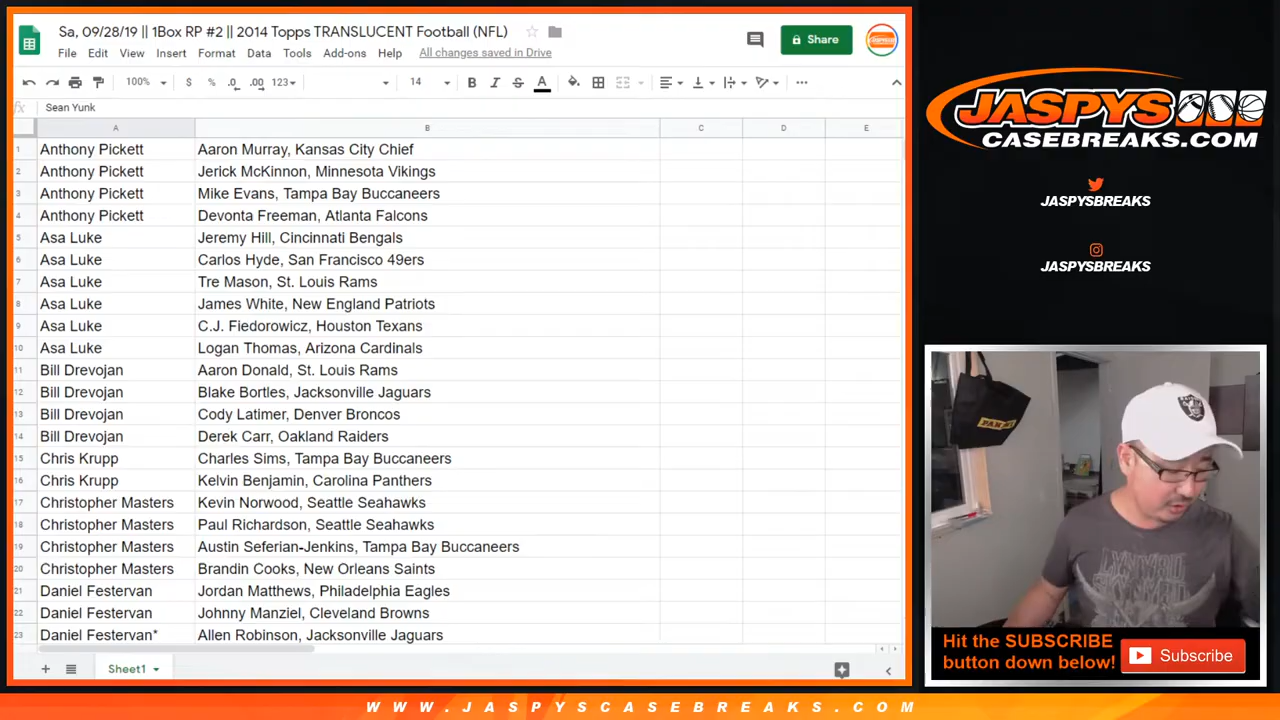 Sa, 09/28/19 || 1Box RP #2 || 2014 Topps TRANSLUCENT Football (NFL)
File Edit View Insert Format Data Tools Add-ons Help All changes saved in Drive
Share
100% $ % .0 .00 123 14 B I S A
fx Sean Yunk
A B C D E
1 Anthony Pickett Aaron Murray, Kansas City Chief
2 Anthony Pickett Jerick McKinnon, Minnesota Vikings
3 Anthony Pickett Mike Evans, Tampa Bay Buccaneers
4 Anthony Pickett Devonta Freeman, Atlanta Falcons
5 Asa Luke Jeremy Hill, Cincinnati Bengals
6 Asa Luke Carlos Hyde, San Francisco 49ers
7 Asa Luke Tre Mason, St. Louis Rams
8 Asa Luke James White, New England Patriots
9 Asa Luke C.J. Fiedorowicz, Houston Texans
10 Asa Luke Logan Thomas, Arizona Cardinals
11 Bill Drevojan Aaron Donald, St. Louis Rams
12 Bill Drevojan Blake Bortles, Jacksonville Jaguars
13 Bill Drevojan Cody Latimer, Denver Broncos
14 Bill Drevojan Derek Carr, Oakland Raiders
15 Chris Krupp Charles Sims, Tampa Bay Buccaneers
16 Chris Krupp Kelvin Benjamin, Carolina Panthers
17 Christopher Masters Kevin Norwood, Seattle Seahawks
18 Christopher Masters Paul Richardson, Seattle Seahawks
19 Christopher Masters Austin Seferian-Jenkins, Tampa Bay Buccaneers
20 Christopher Masters Brandin Cooks, New Orleans Saints
21 Daniel Festervan Jordan Matthews, Philadelphia Eagles
22 Daniel Festervan Johnny Manziel, Cleveland Browns
23 Daniel Festervan* Allen Robinson, Jacksonville Jaguars
Sheet1
JASPYS
CASEBREAKS.COM
JASPYSBREAKS
JASPYSBREAKS
Hit the SUBSCRIBE
button down below!
Subscribe
WWW.JASPYSCASEBREAKS.COM